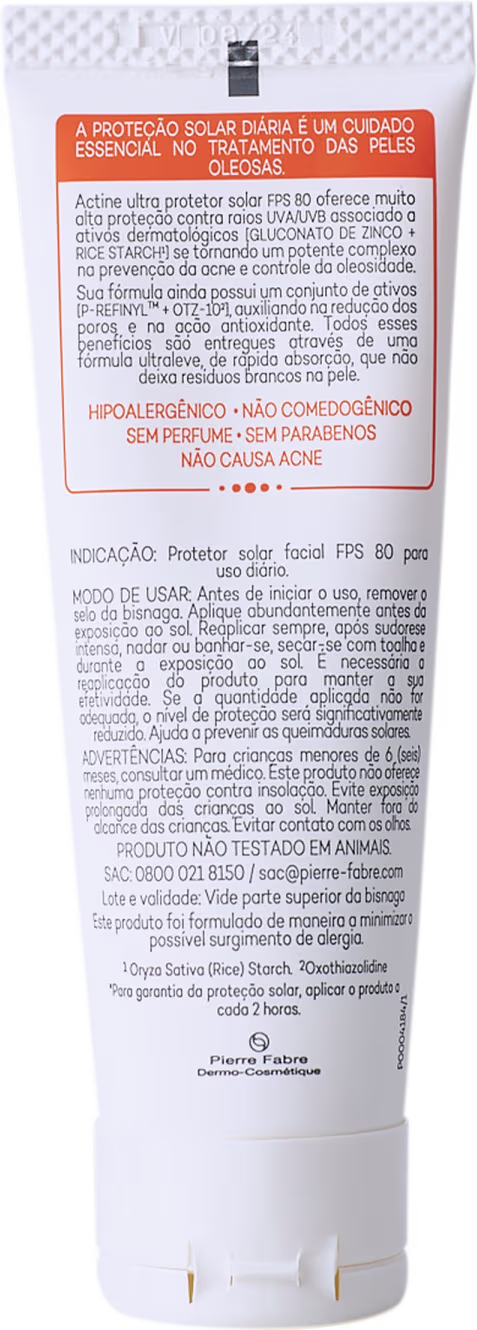 V 08/24
A PROTEÇÃO SOLAR DIÁRIA É UM CUIDADO
ESSENCIAL NO TRATAMENTO DAS PELES
OLEOSAS.
Actine ultra protetor solar FPS 80 oferece muito
alta proteção contra raios UVA/UVB associado a
ativos dermatológicos [GLUCONATO DE ZINCO +
RICE STARCH¹] se tornando um potente complexo
na prevenção da acne e controle da oleosidade.
Sua fórmula ainda possui um conjunto de ativos
[P-REFINYL™ + OTZ-10²], auxiliando na redução dos
poros e na ação antioxidante. Todos esses
benefícios são entregues através de uma
fórmula ultraleve, de rápida absorção, que não
deixa resíduos brancos na pele.
HIPOALERGÊNICO • NÃO COMEDOGÊNICO
SEM PERFUME • SEM PARABENOS
NÃO CAUSA ACNE
INDICAÇÃO: Protetor solar facial FPS 80 para
uso diário.
MODO DE USAR: Antes de iniciar o uso, remover o
selo da bisnaga. Aplique abundantemente antes da
exposição ao sol. Reaplicar sempre, após sudorese
intensa, nadar ou banhar-se, secar-se com toalha e
durante a exposição ao sol. É necessária a
reaplicação do produto para manter a sua
efetividade. Se a quantidade aplicada não for
adequada, o nível de proteção será significativamente
reduzido. Ajuda a prevenir as queimaduras solares.
ADVERTÊNCIAS: Para crianças menores de 6 (seis)
meses, consultar um médico. Este produto não oferece
nenhuma proteção contra insolação. Evite exposição
prolongada das crianças ao sol. Manter fora do
alcance das crianças. Evitar contato com os olhos.
PRODUTO NÃO TESTADO EM ANIMAIS.
SAC: 0800 021 8150 / sac@pierre-fabre.com
Lote e validade: Vide parte superior da bisnaga
Este produto foi formulado de maneira a minimizar o
possível surgimento de alergia.
¹ Oryza Sativa (Rice) Starch. ²Oxothiazolidine
*Para garantia da proteção solar, aplicar o produto a
cada 2 horas.
P0004184/1
Pierre Fabre
Dermo-Cosmétique